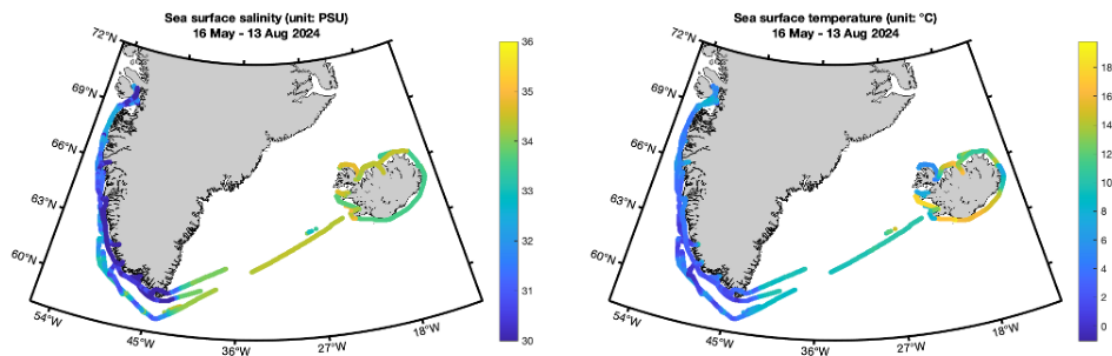 Sea surface salinity (unit: PSU)
16 May - 13 Aug 2024
72°N
69°N
66°N
63°N
60°N
54°W
45°W
36°W
27°W
18°W
36
35
34
33
32
31
30
Sea surface temperature (unit: °C)
16 May - 13 Aug 2024
72°N
69°N
66°N
63°N
60°N
54°W
45°W
36°W
27°W
18°W
18
16
14
12
10
8
6
4
2
0